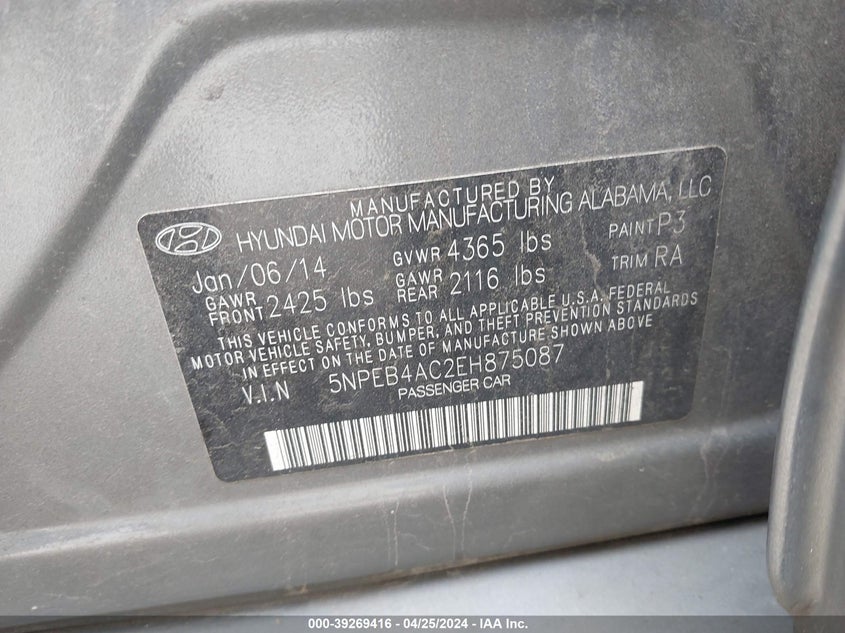 MANUFACTURED BY
HYUNDAI MOTOR MANUFACTURING ALABAMA, LLC
Jan/06/14 GVWR 4365 lbs PAINT P3
GAWR FRONT 2425 lbs GAWR REAR 2116 lbs TRIM RA
THIS VEHICLE CONFORMS TO ALL APPLICABLE U.S.A. FEDERAL
MOTOR VEHICLE SAFETY, BUMPER, AND THEFT PREVENTION STANDARDS
IN EFFECT ON THE DATE OF MANUFACTURE SHOWN ABOVE
V.I.N 5NPEB4AC2EH875087
PASSENGER CAR
000-39269416 - 04/25/2024 - IAA Inc.